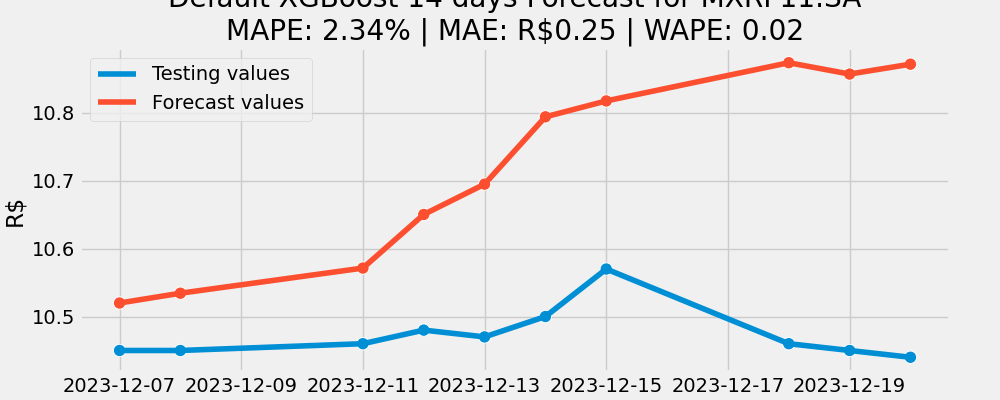 Default XGBoost 14 days Forecast for MXRF11.SA
MAPE: 2.34% | MAE: R$0.25 | WAPE: 0.02
Testing values
Forecast values
R$
10.8
10.7
10.6
10.5
2023-12-07 2023-12-09 2023-12-11 2023-12-13 2023-12-15 2023-12-17 2023-12-19